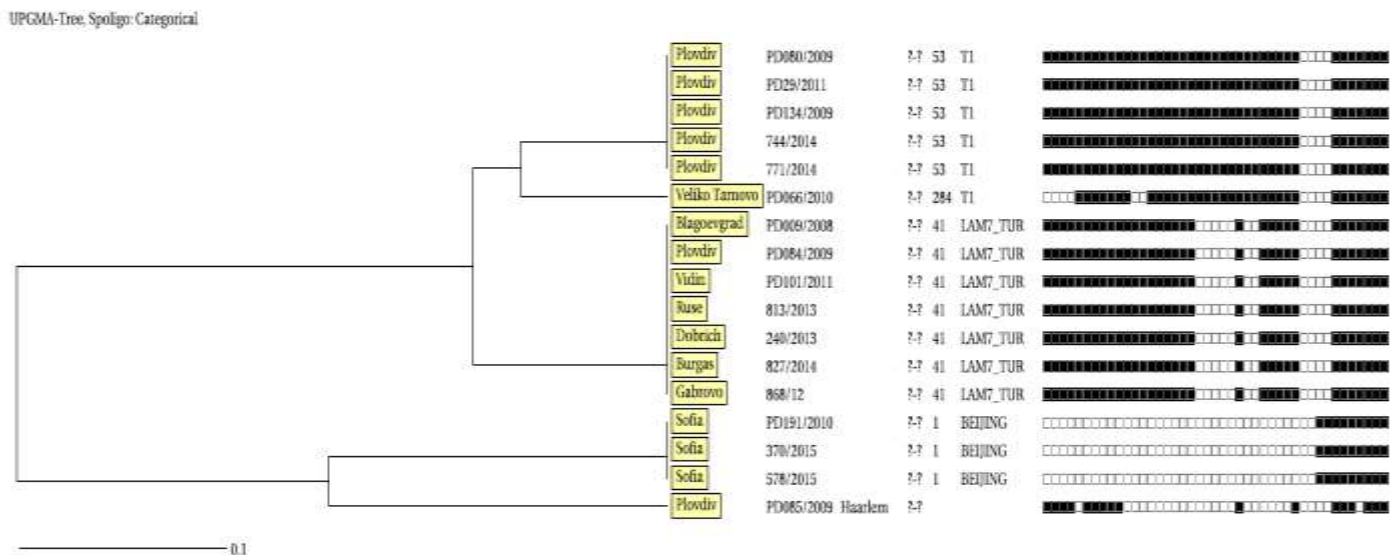 UPGMA-Tree, Spoligo: Categorical
Plovdiv PD080/2009 ?-? 53 T1
Plovdiv PD29/2011 ?-? 53 T1
Plovdiv PD134/2009 ?-? 53 T1
Plovdiv 744/2014 ?-? 53 T1
Plovdiv 771/2014 ?-? 53 T1
Veliko Tarnovo PD066/2010 ?-? 284 T1
Blagoevgrad PD009/2008 ?-? 41 LAM7_TUR
Plovdiv PD084/2009 ?-? 41 LAM7_TUR
Vidin PD101/2011 ?-? 41 LAM7_TUR
Ruse 813/2013 ?-? 41 LAM7_TUR
Dobrich 240/2013 ?-? 41 LAM7_TUR
Burgas 827/2014 ?-? 41 LAM7_TUR
Gabrovo 868/12 ?-? 41 LAM7_TUR
Sofia PD191/2010 ?-? 1 BEIJING
Sofia 370/2015 ?-? 1 BEIJING
Sofia 578/2015 ?-? 1 BEIJING
Plovdiv PD085/2009 Haarlem ?-?
0.1